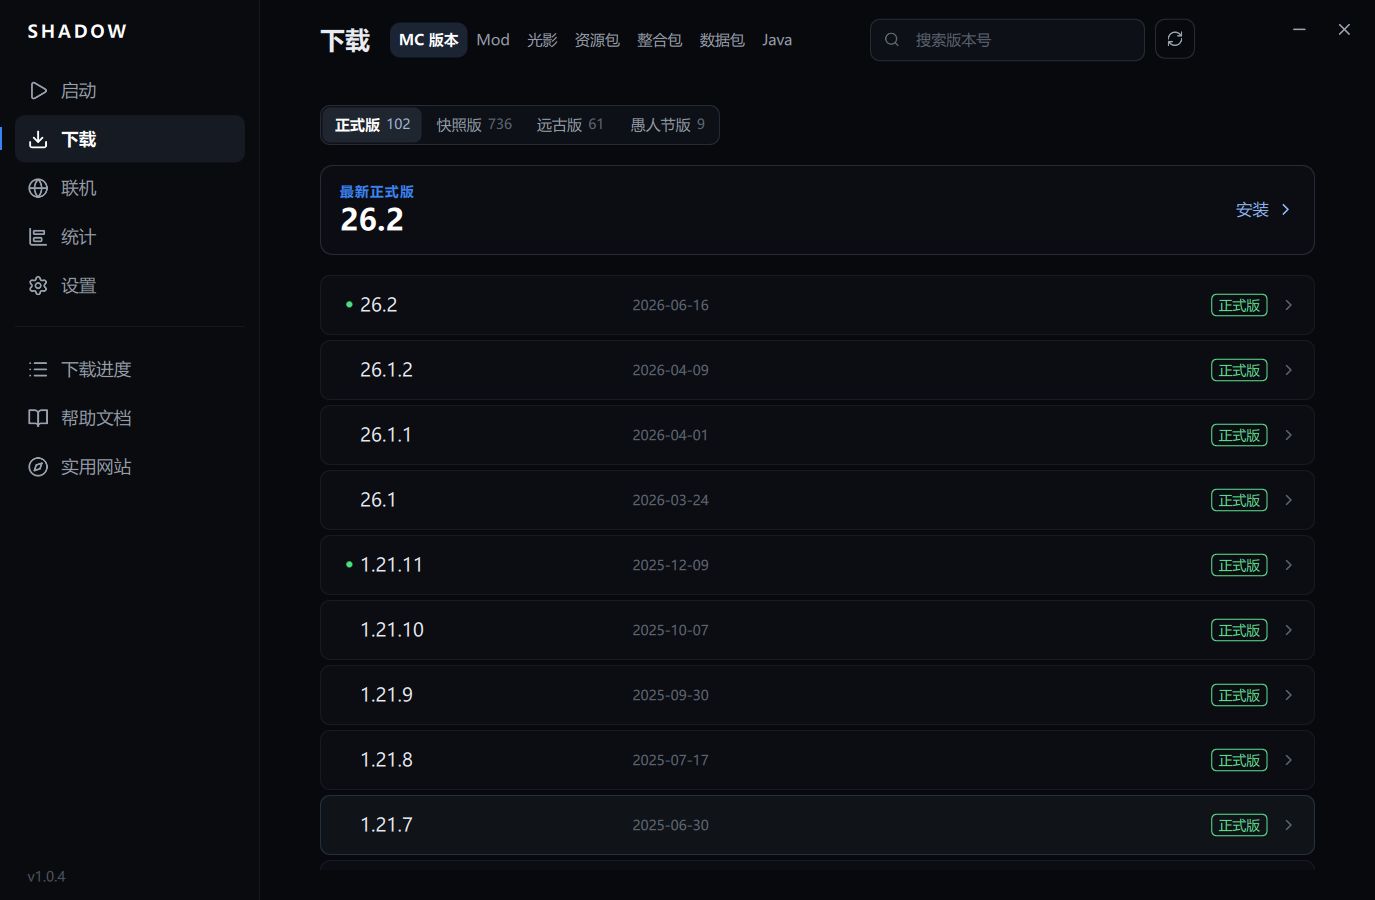 SHADOW
启动
下载
联机
统计
设置
下载进度
帮助文档
实用网站
v1.0.4
下载 MC 版本 Mod 光影 资源包 整合包 数据包 Java
搜索版本号
正式版 102 快照版 736 远古版 61 愚人节版 9
最新正式版
26.2
安装
26.2 2026-06-16 正式版
26.1.2 2026-04-09 正式版
26.1.1 2026-04-01 正式版
26.1 2026-03-24 正式版
1.21.11 2025-12-09 正式版
1.21.10 2025-10-07 正式版
1.21.9 2025-09-30 正式版
1.21.8 2025-07-17 正式版
1.21.7 2025-06-30 正式版